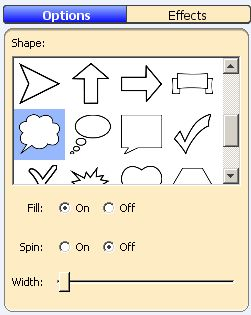 Options Effects
Shape:
Fill: On Off
Spin: On Off
Width: